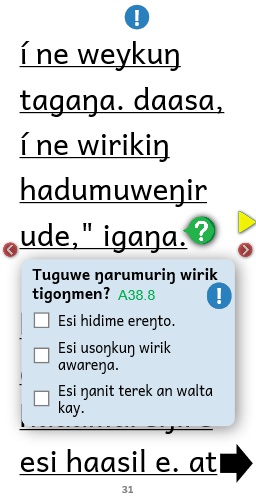 í ne weykuŋ
tagaŋa. daasa,
í ne wirikiŋ
hadumuweŋir
ude," igaŋa.
Tuguwe ŋarumuriŋ wirik
tigoŋmen? A38.8
Esi hidime ereŋto.
Esi usoŋkuŋ wirik
awareŋa.
Esi ŋanit terek an walta
kay.
esi haasil e. at
31